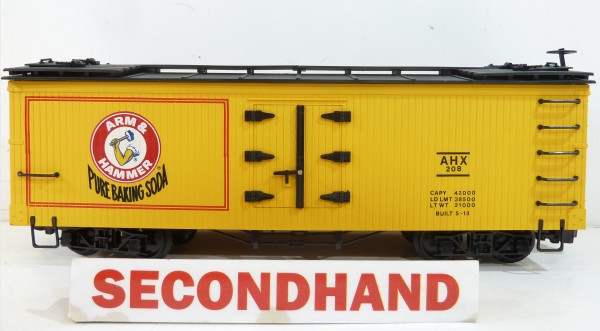 ARM &
HAMMER
PURE BAKING SODA
AHX
208
CAPY 42000
LD LMT 38500
LT WT 21000
BUILT 5-13
SECONDHAND